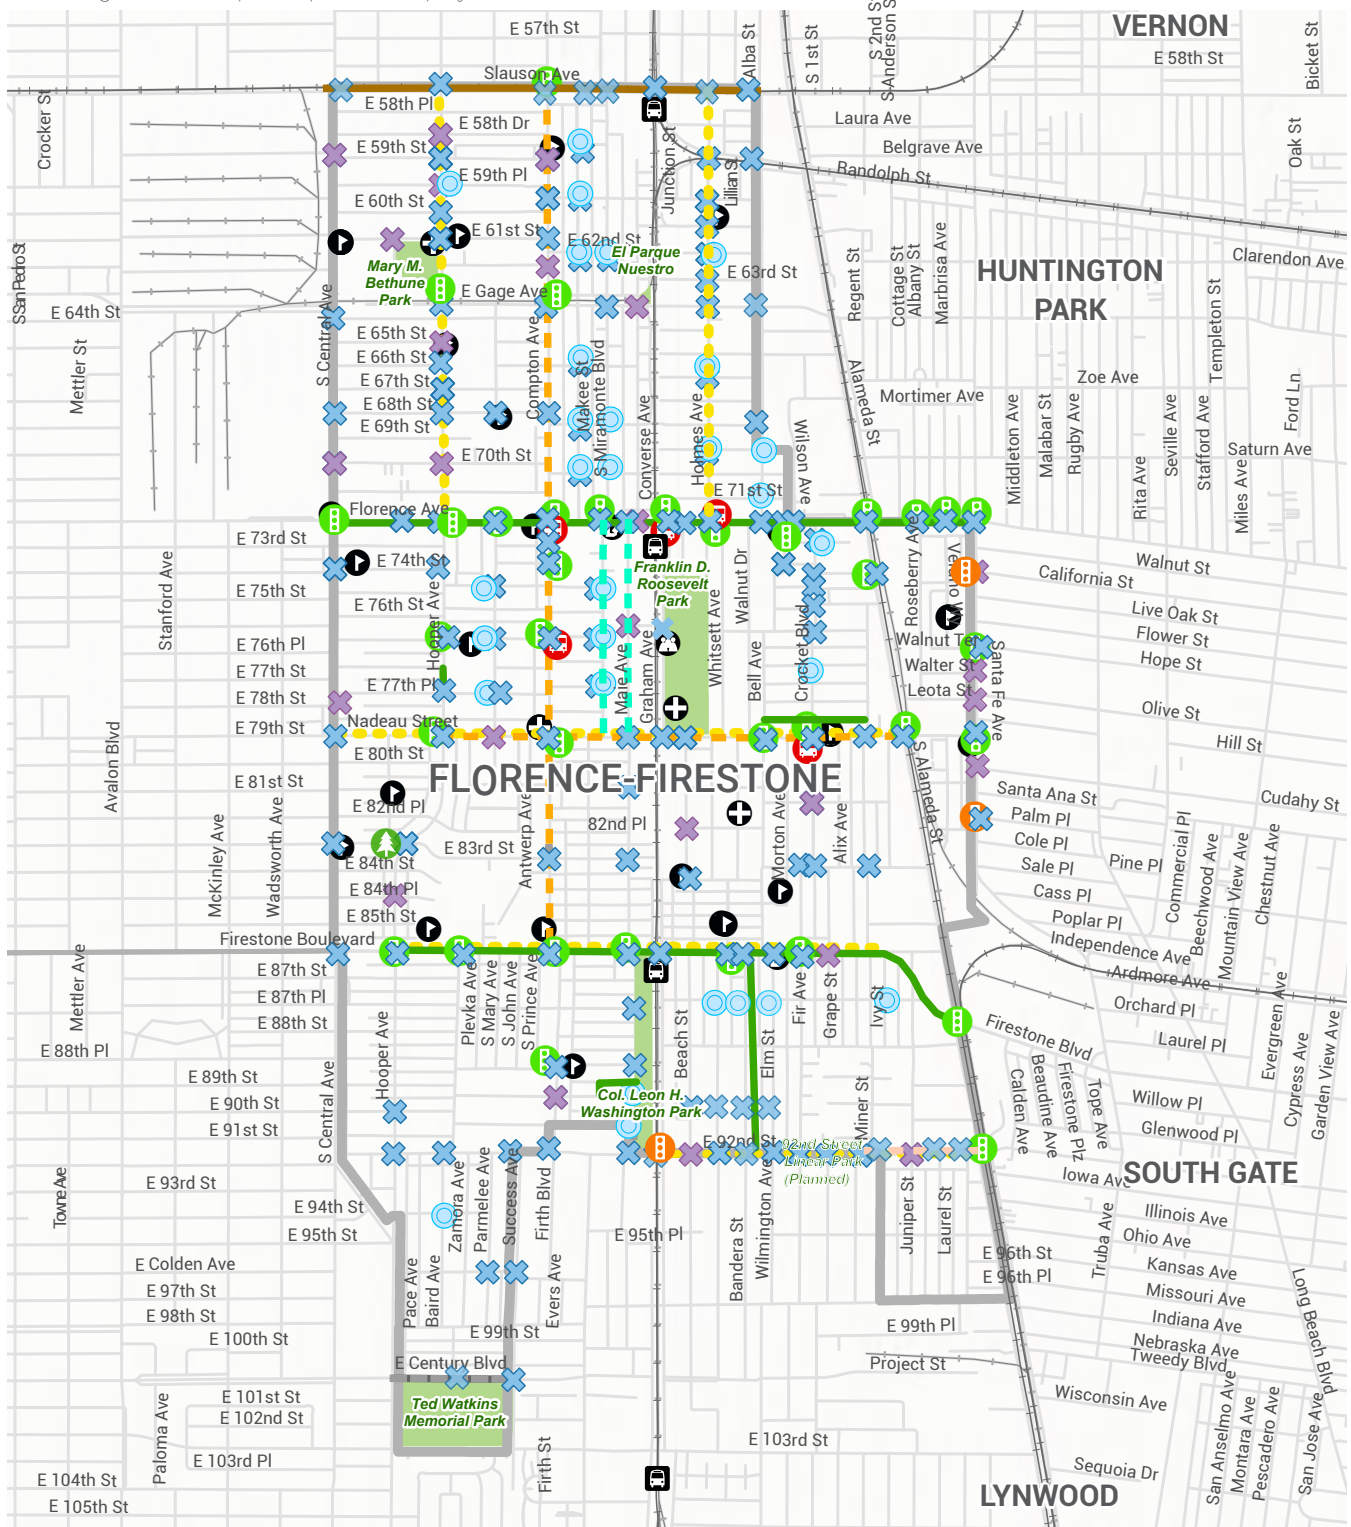 VERNON
E 57th St
Slauson Ave
E 58th St
Alba St
S 1st St
S 2nd St
S Anderson S
Bicket St
Crocker St
E 58th Pl
E 58th Dr
E 59th St
E 59th Pl
E 60th St
E 61st St
E 62nd St
E 63rd St
Junction St
Laura Ave
Belgrave Ave
Randolph St
Oak St
Mary M.
Bethune
Park
El Parque
Nuestro
HUNTINGTON
PARK
Clarendon Ave
Regent St
Cottage St
Albany St
Marbrisa Ave
Templeton St
San Pedro St
E 64th St
E Gage Ave
E 65th St
E 66th St
E 67th St
E 68th St
E 69th St
E 70th St
E 71st St
Mettler St
S Central Ave
Compton Ave
Makee St
S Miramonte Blvd
Converse Ave
Holmes Ave
Wilson Ave
Alameda St
Zoe Ave
Mortimer Ave
Saturn Ave
Ford Ln
Middleton Ave
Malabar St
Rugby Ave
Rita Ave
Seville Ave
Stafford Ave
Miles Ave
Florence Ave
E 73rd St
E 74th St
E 75th St
E 76th St
E 76th Pl
E 77th St
E 77th Pl
E 78th St
E 79th St
Nadeau Street
E 80th St
Stanford Ave
Hooper Ave
Franklin D.
Roosevelt
Park
Maie Ave
Graham Ave
Whitsett Ave
Walnut Dr
Bell Ave
Crocket Blvd
Roseberry Ave
Walnut Te
Walter St
Leota St
Santa Fe Ave
Walnut St
California St
Live Oak St
Flower St
Hope St
Olive St
Hill St
FLORENCE-FIRESTONE
Avalon Blvd
E 81st St
E 82nd Pl
82nd Pl
E 83rd St
E 84th St
E 84th Pl
E 85th St
McKinley Ave
Wadsworth Ave
Antwerp Ave
Morton Ave
Alix Ave
S Alameda St
Santa Ana St
Cudahy St
Palm Pl
Cole Pl
Sale Pl
Cass Pl
Poplar Pl
Pine Pl
Commercial Pl
Beechwood Ave
Mountain View Ave
Chestnut Ave
Independence Ave
Ardmore Ave
Firestone Boulevard
E 87th St
E 87th Pl
E 88th St
E 88th Pl
E 89th St
E 90th St
E 91st St
Mettler Ave
Hooper Ave
Plevka Ave
S Mary Ave
S John Ave
S Prince Ave
Beach St
Elm St
Fir Ave
Grape St
Ivy St
Orchard Pl
Laurel Pl
Firestone Blvd
Evergreen Ave
Cypress Ave
Garden View Ave
Willow Pl
Glenwood Pl
Calden Ave
Beaudine Ave
Firestone Plz
Tope Ave
Col. Leon H.
Washington Park
E 92nd St
92nd Street
Linear Park
(Planned)
Miner St
S Central Ave
SOUTH GATE
Iowa Ave
Towne Ave
E 93rd St
E 94th St
E 95th St
E 95th Pl
Zamora Ave
Parmelee Ave
Success Ave
Firth Blvd
Bandera St
Wilmington Ave
Juniper St
Laurel St
E 96th St
E 96th Pl
Truba Ave
Illinois Ave
Ohio Ave
Kansas Ave
Missouri Ave
Indiana Ave
Nebraska Ave
Tweedy Blvd
Long Beach Blvd
E Colden Ave
E 97th St
E 98th St
E 100th St
Pace Ave
Baird Ave
Evers Ave
E 99th St
E 99th Pl
Project St
E Century Blvd
Ted Watkins
Memorial Park
E 101st St
E 102nd St
E 103rd Pl
E 103rd St
E 104th St
E 105th St
Paloma Ave
Firth St
Wisconsin Ave
Sequoia Dr
San Anselmo Ave
Montara Ave
Pescadero Ave
San Jose Ave
LYNWOOD